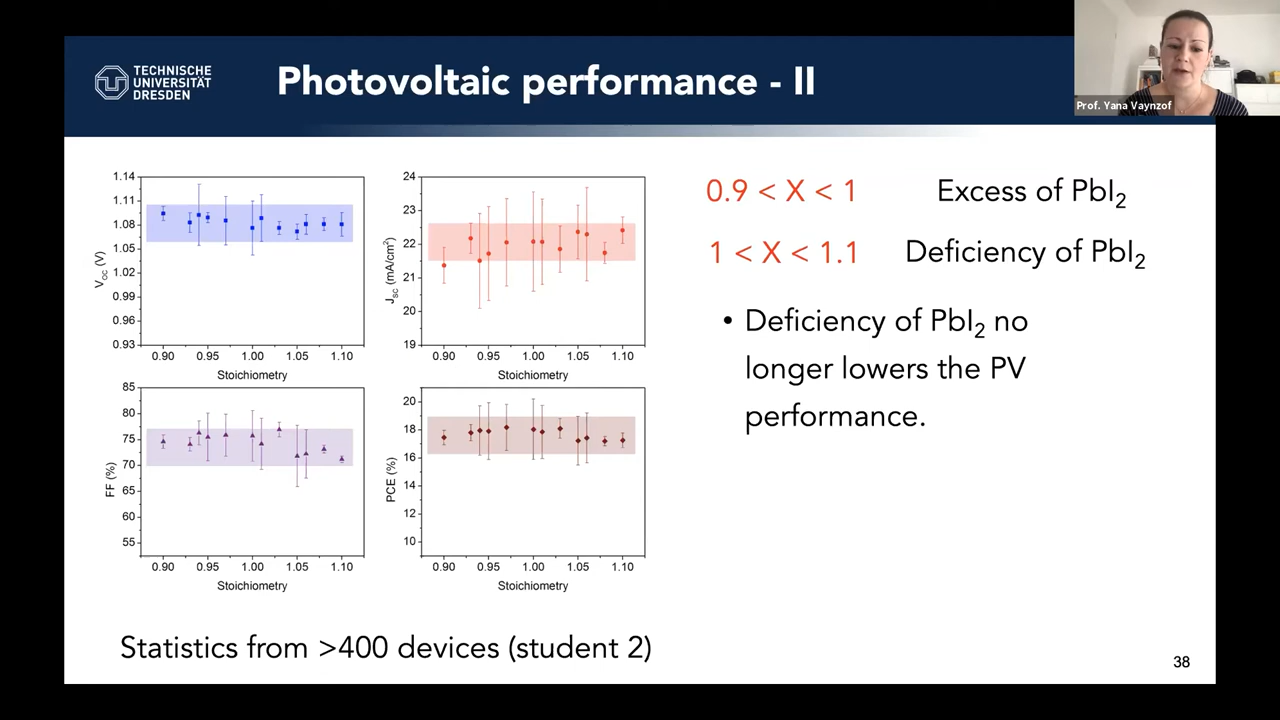 TECHNISCHE
UNIVERSITÄT
DRESDEN
Photovoltaic performance - II
Prof. Yana Vaynzof
1.14
1.11
1.08
1.05
1.02
0.99
0.96
0.93
V_OC (V)
0.90 0.95 1.00 1.05 1.10
Stoichiometry
24
23
22
21
20
19
J_SC (mA/cm²)
0.90 0.95 1.00 1.05 1.10
Stoichiometry
85
80
75
70
65
60
55
FF (%)
0.90 0.95 1.00 1.05 1.10
Stoichiometry
20
18
16
14
12
10
PCE (%)
0.90 0.95 1.00 1.05 1.10
Stoichiometry
0.9 < X < 1 Excess of PbI₂
1 < X < 1.1 Deficiency of PbI₂
• Deficiency of PbI₂ no
longer lowers the PV
performance.
Statistics from >400 devices (student 2)
38